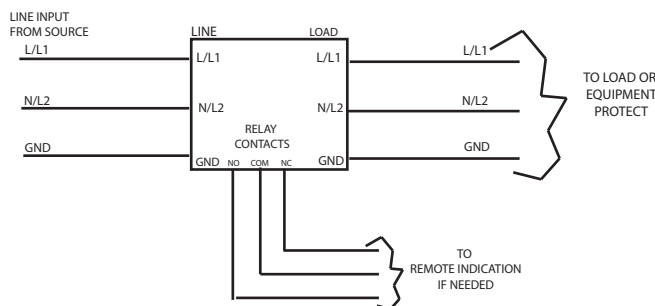 LINE INPUT
FROM SOURCE
LINE
LOAD
L/L1
L/L1
L/L1
L/L1
TO LOAD OR
EQUIPMENT
PROTECT
N/L2
N/L2
N/L2
N/L2
RELAY
CONTACTS
GND
GND
NO
COM
NC
GND
GND
TO
REMOTE INDICATION
IF NEEDED